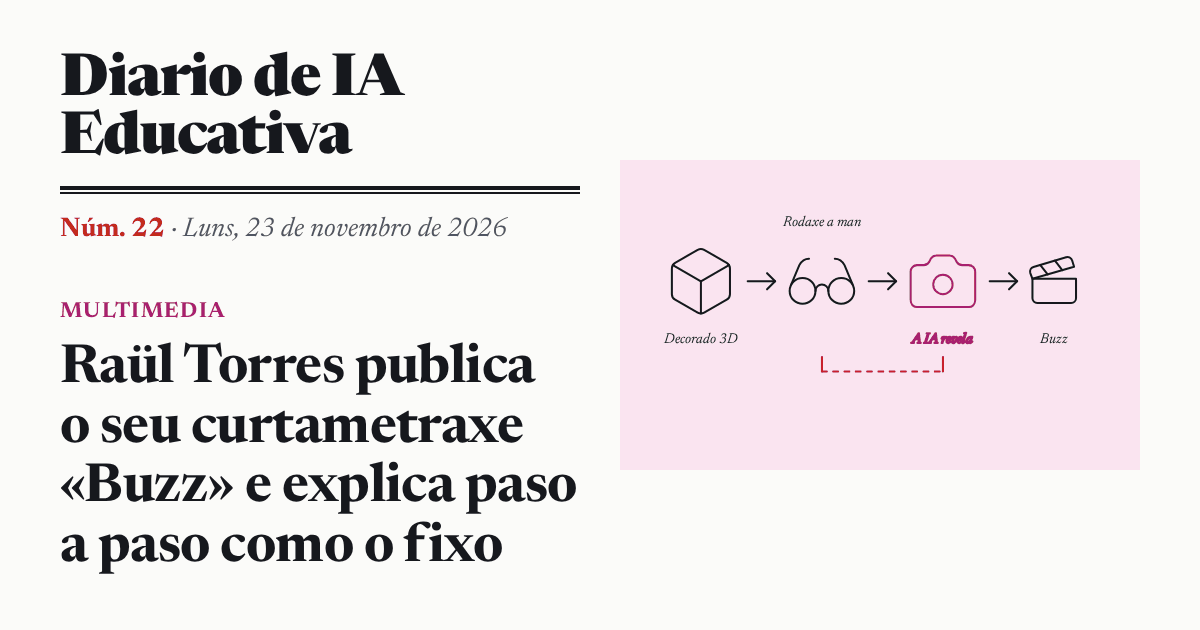 Diario de IA
Educativa
Núm. 22 · Luns, 23 de novembro de 2026
MULTIMEDIA
Raül Torres publica
o seu curtametraxe
«Buzz» e explica paso
a paso como o fixo
Rodaxe a man
Decorado 3D
A IA revela
Buzz